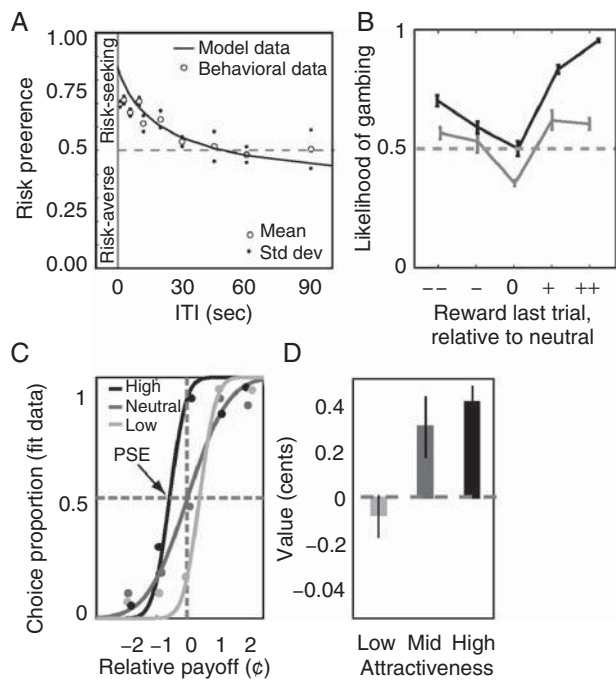 A
1.00
0.75
0.5
0.25
0.00
Risk preerence
Risk-seeking
Risk-averse
Model data
Behavioral data
Mean
Std dev
0 30 60 90
ITI (sec)
B
1
0.5
1
Likelihood of gambing
-- - 0 + ++
Reward last trial,
relative to neutral
C
1
0.5
0
Choice proportion (fit data)
High
Neutral
Low
PSE
−2 −1 0 1 2
Relative payoff (¢)
D
0.4
0.2
0
−0.2
−0.04
Value (cents)
Low Mid High
Attractiveness